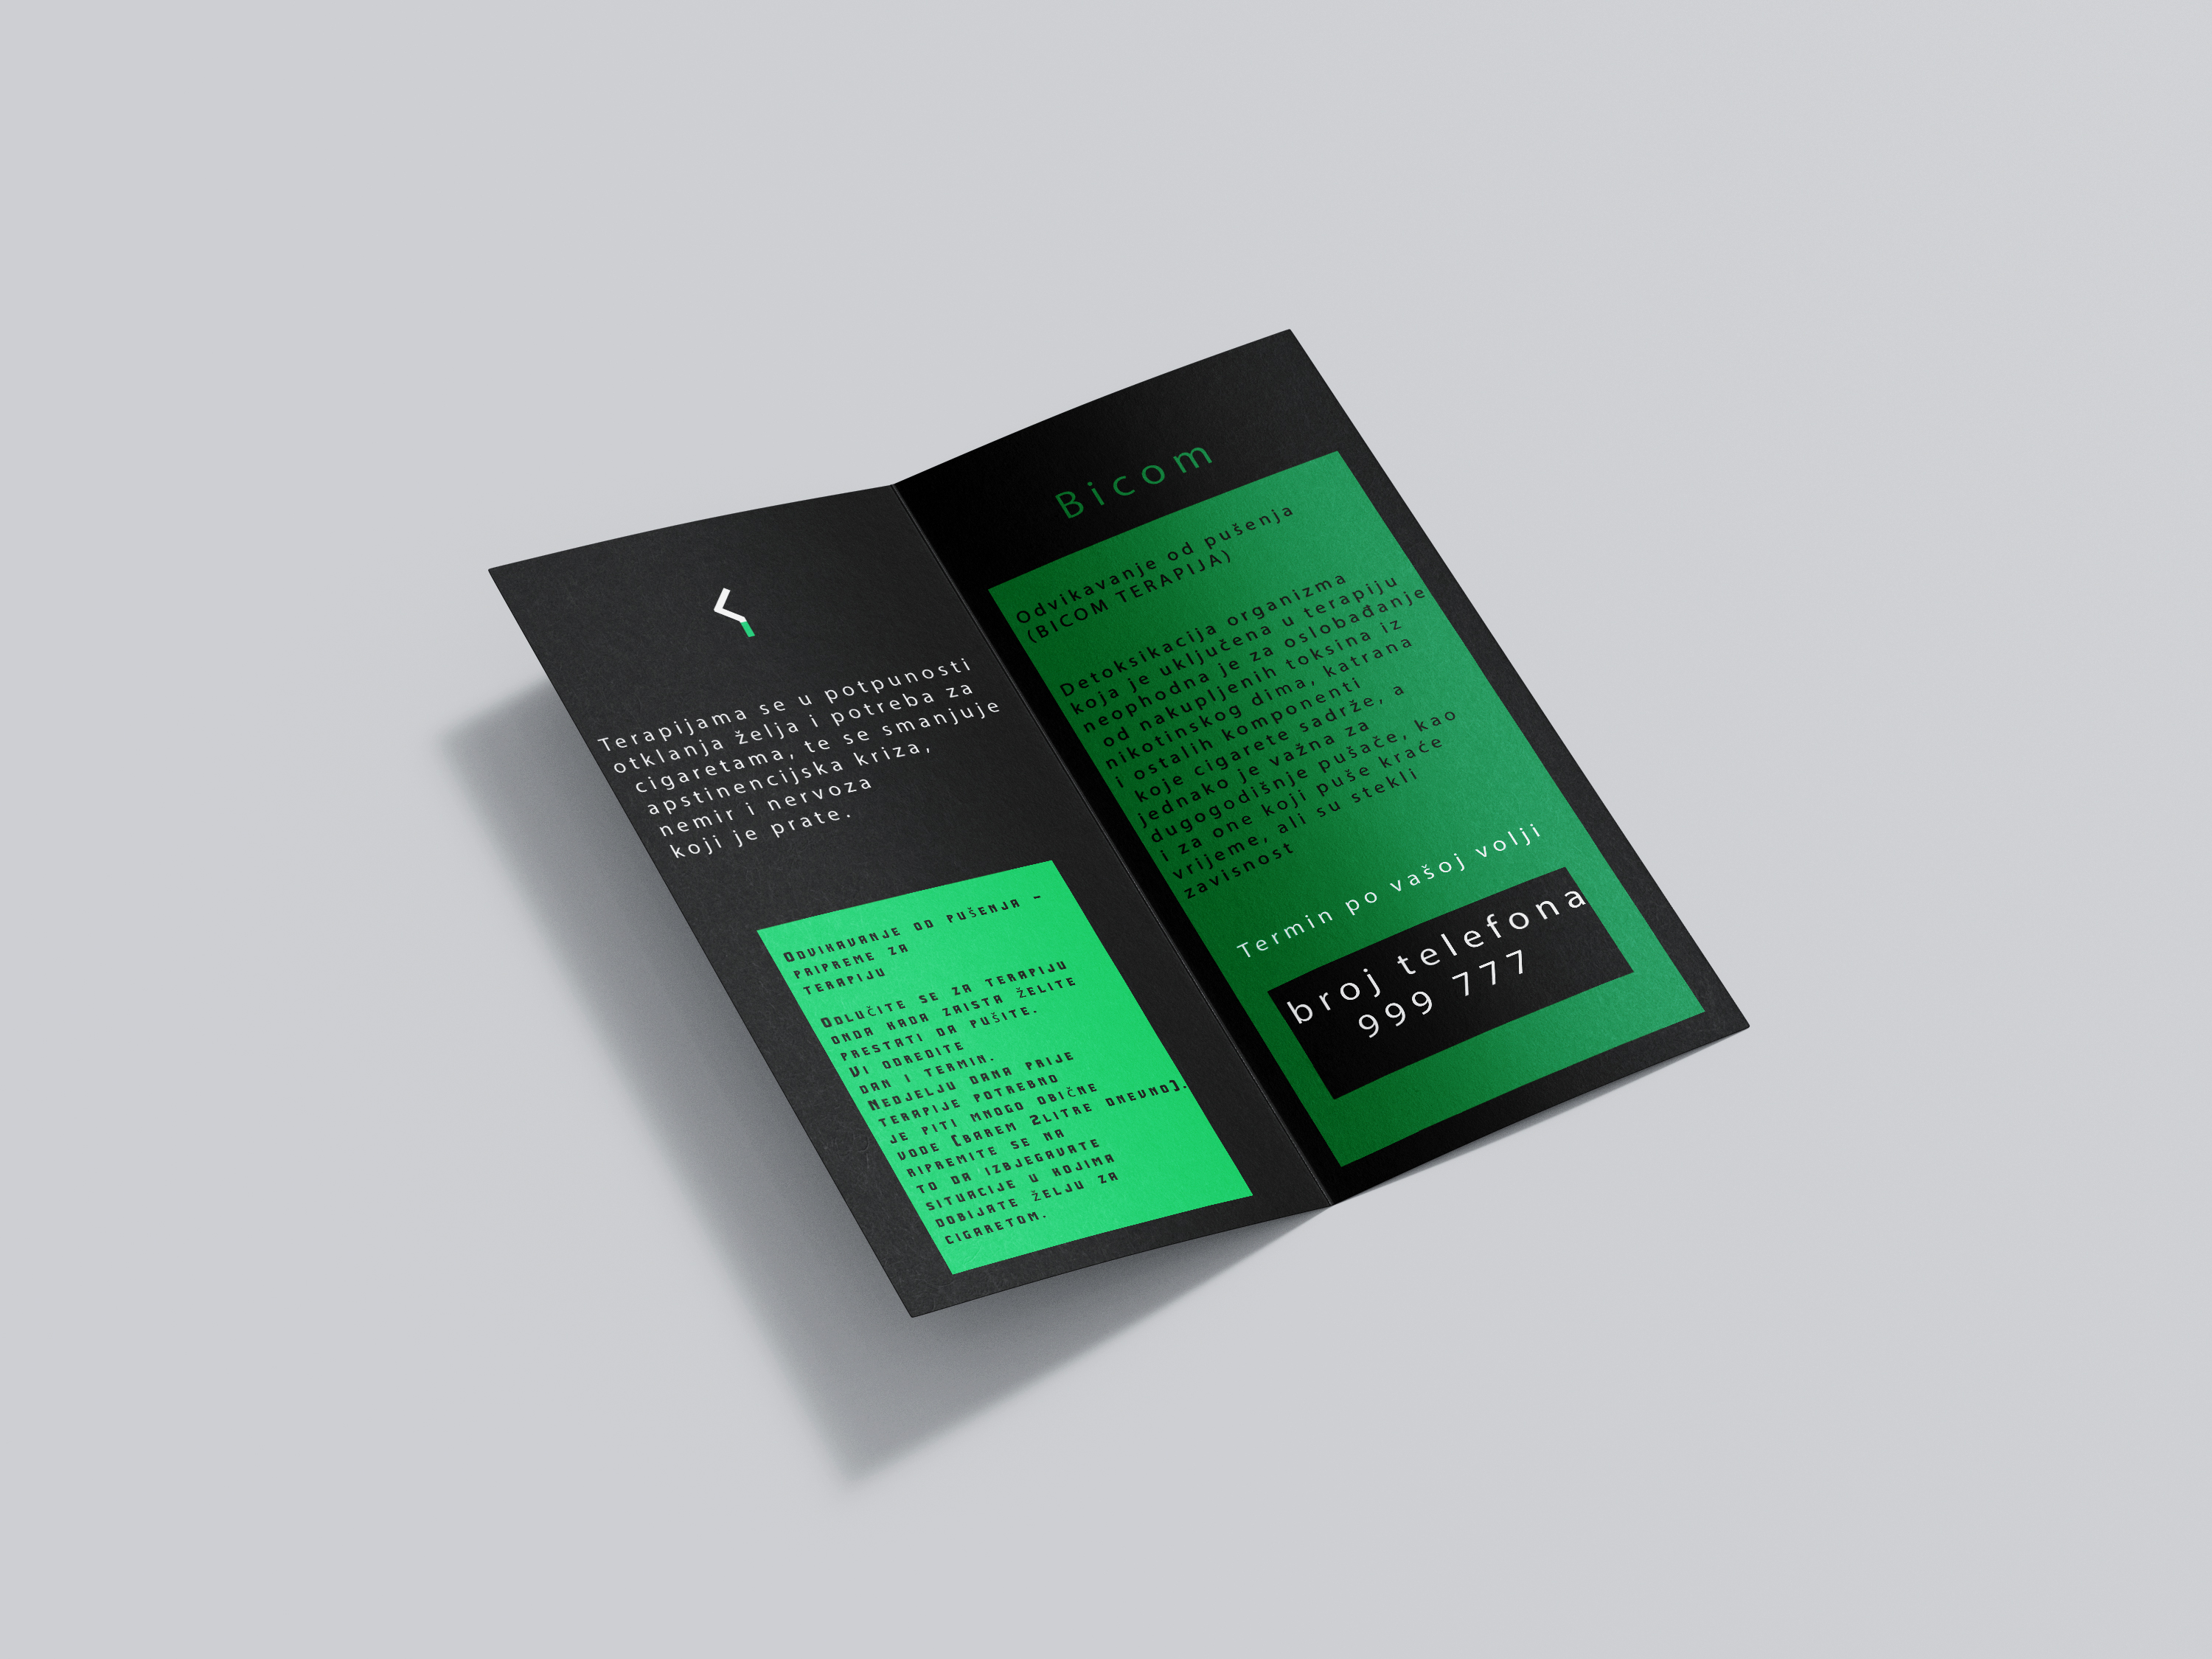 Terapijama se u potpunosti
otklanja želja i potreba za
cigaretama, te se smanjuje
apstinencijska kriza,
nemir i nervoza
koji je prate.
Odvikavanje od pušenja -
pripreme za
terapiju
Odlučite se za terapiju
onda kada zaista želite
prestati da pušite.
Vi odredite
dan i termin.
Nedjelju dana prije
terapije potrebno
je piti mnogo obične
vode (barem 2litre dnevno).
ripremite se na
to da izbjegavate
situacije u kojima
dobijate želju za
cigaretom.
Bicom
Odvikavanje od pušenja
(BICOM TERAPIJA)
Detoksikacija organizma
koja je uključena u terapiju
neophodna je za oslobađanje
od nakupljenih toksina iz
nikotinskog dima, katrana
i ostalih komponenti
koje cigarete sadrže, a
jednako je važna za
dugogodišnje pušače, kao
i za one koji puše kraće
vrijeme, ali su stekli
zavisnost
Termin po vašoj volji
broj telefona
999 777